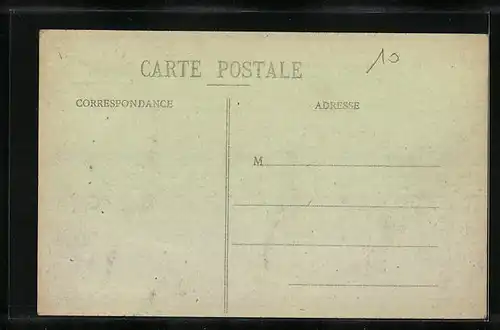 CARTE POSTALE
10
CORRESPONDANCE
ADRESSE
M